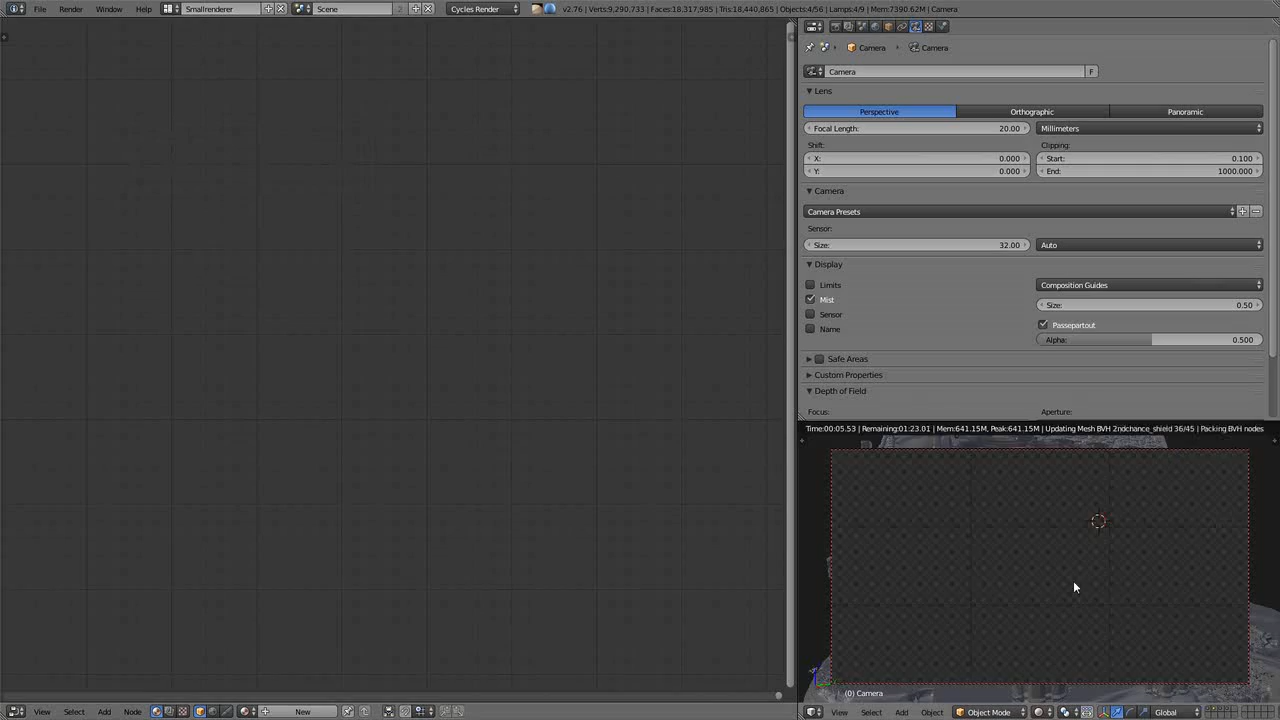 File Render Window Help Smallrenderer Scene 2 Cycles Render v2.76 | Verts:9,290,733 | Faces:18,317,985 | Tris:18,440,865 | Objects:4/56 | Lamps:4/9 | Mem:7390.62M | Camera
Camera Camera
Camera F
Lens
Perspective Orthographic Panoramic
Focal Length: 20.00 Millimeters
Shift: Clipping:
X: 0.000 Start: 0.100
Y: 0.000 End: 1000.000
Camera
Camera Presets
Sensor:
Size: 32.00 Auto
Display
Limits Composition Guides
Mist
Size: 0.50
Sensor
Passepartout
Name
Alpha: 0.500
Safe Areas
Custom Properties
Depth of Field
Focus: Aperture:
Time:00:05.53 | Remaining:01:23.01 | Mem:641.15M, Peak:641.15M | Updating Mesh BVH 2ndchance_shield 36/45 | Packing BVH nodes
(0) Camera
View Select Add Node New View Select Add Object Object Mode Global